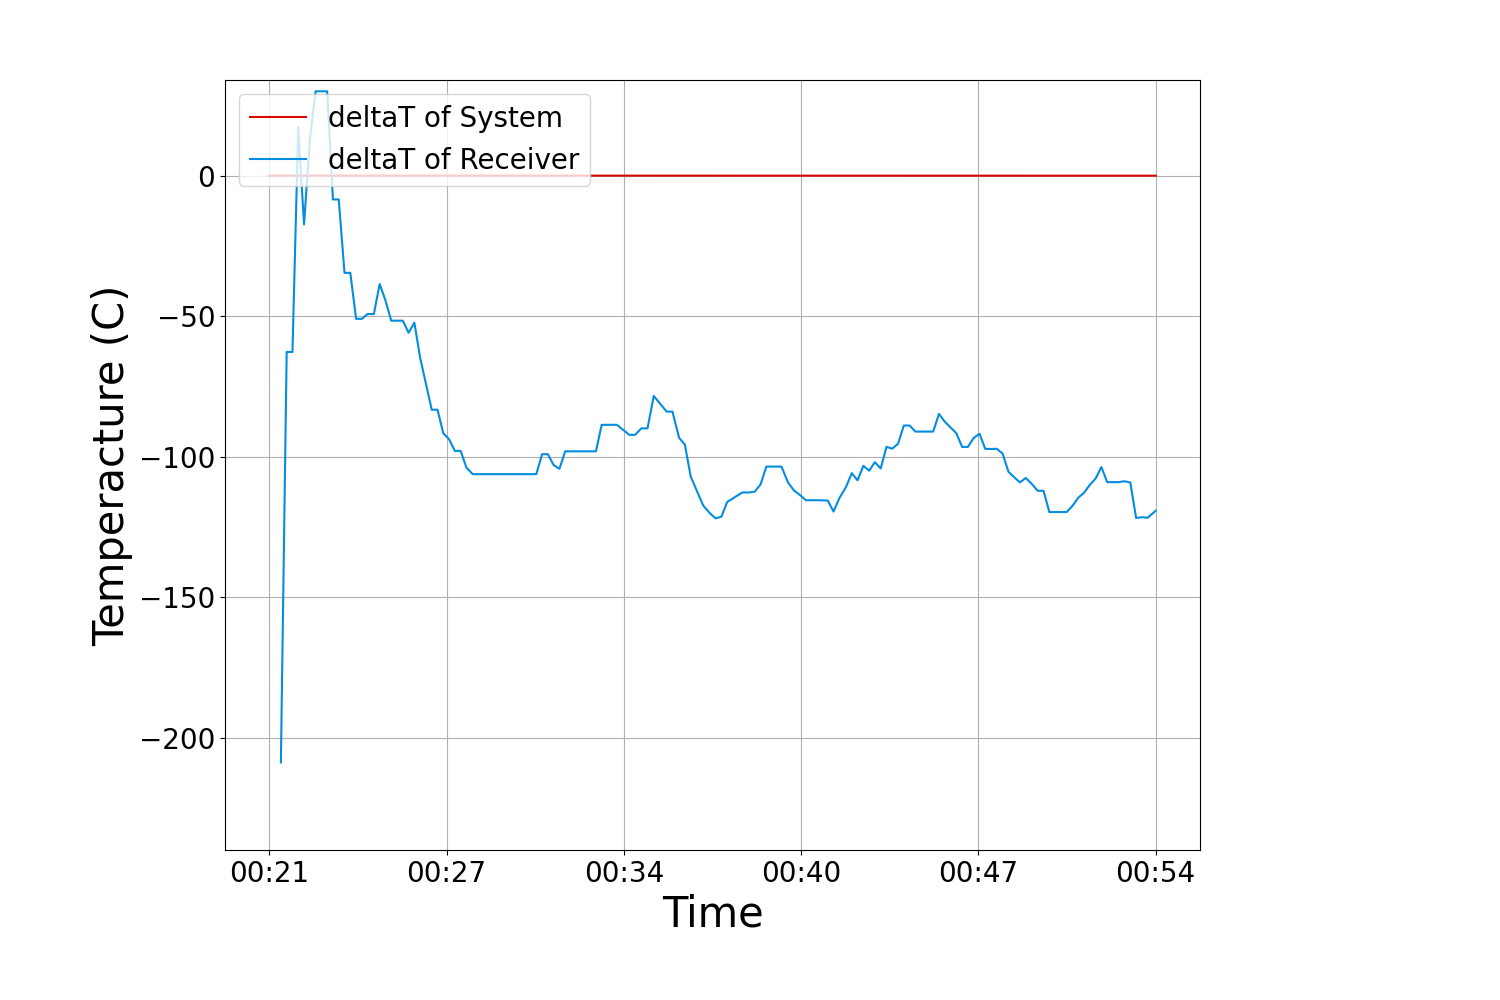 deltaT of System
deltaT of Receiver
0
−50
−100
−150
−200
Temperacture (C)
00:21 00:27 00:34 00:40 00:47 00:54
Time